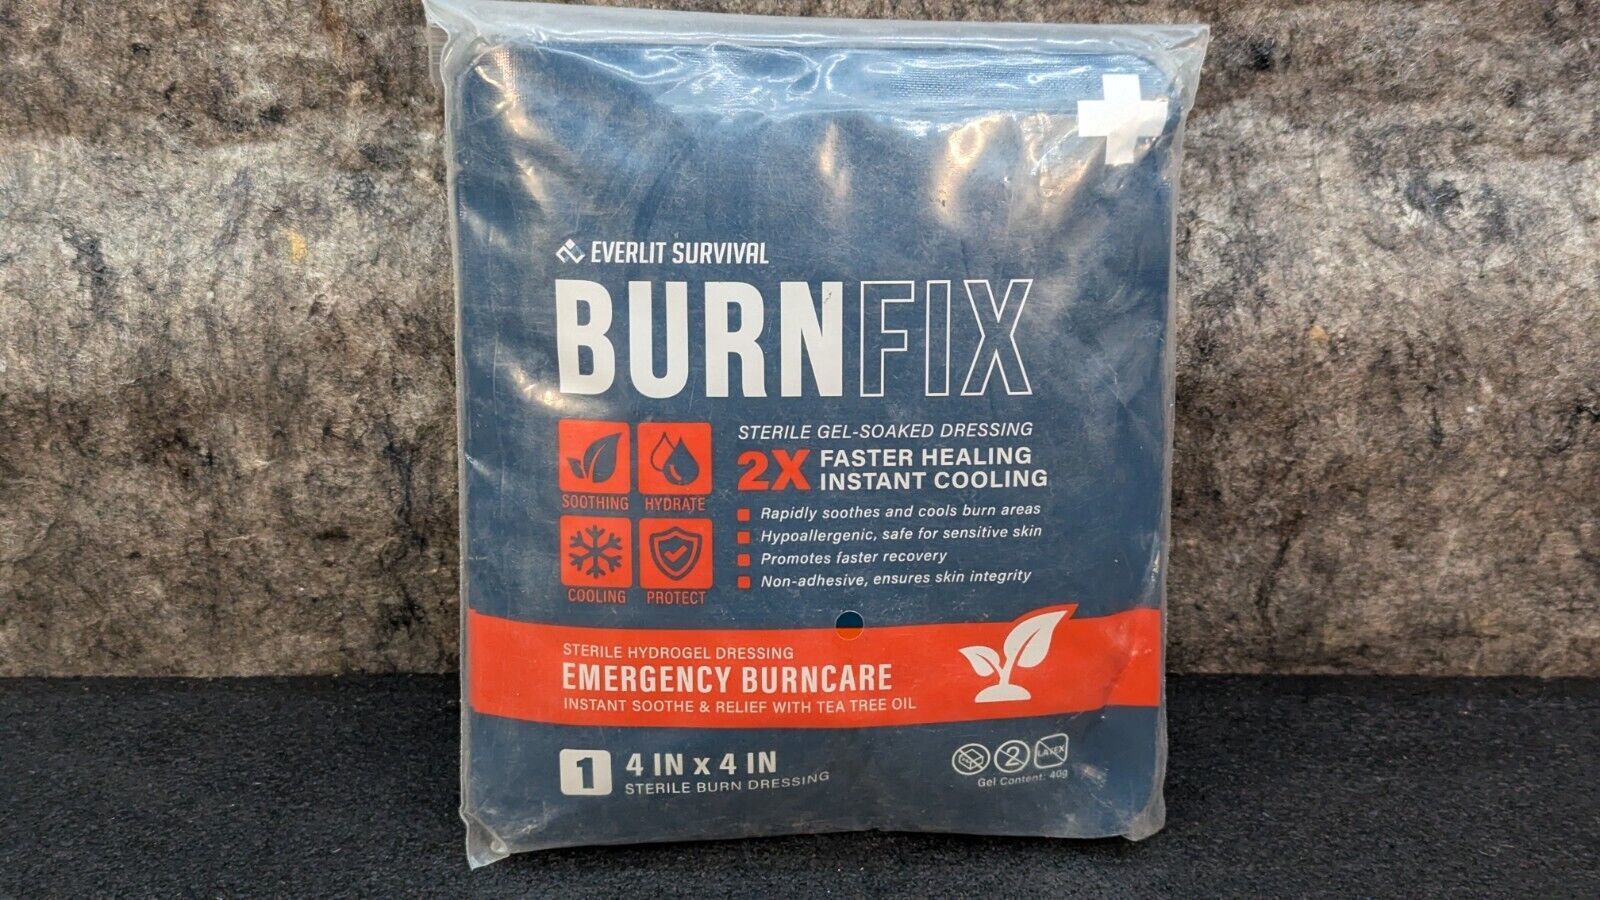 EVERLIT SURVIVAL
BURNFIX
SOOTHING
HYDRATE
COOLING
PROTECT
STERILE GEL-SOAKED DRESSING
2X FASTER HEALING
INSTANT COOLING
Rapidly soothes and cools burn areas
Hypoallergenic, safe for sensitive skin
Promotes faster recovery
Non-adhesive, ensures skin integrity
STERILE HYDROGEL DRESSING
EMERGENCY BURNCARE
INSTANT SOOTHE & RELIEF WITH TEA TREE OIL
1 4 IN x 4 IN
STERILE BURN DRESSING
2
LATEX
Gel Content: 40g